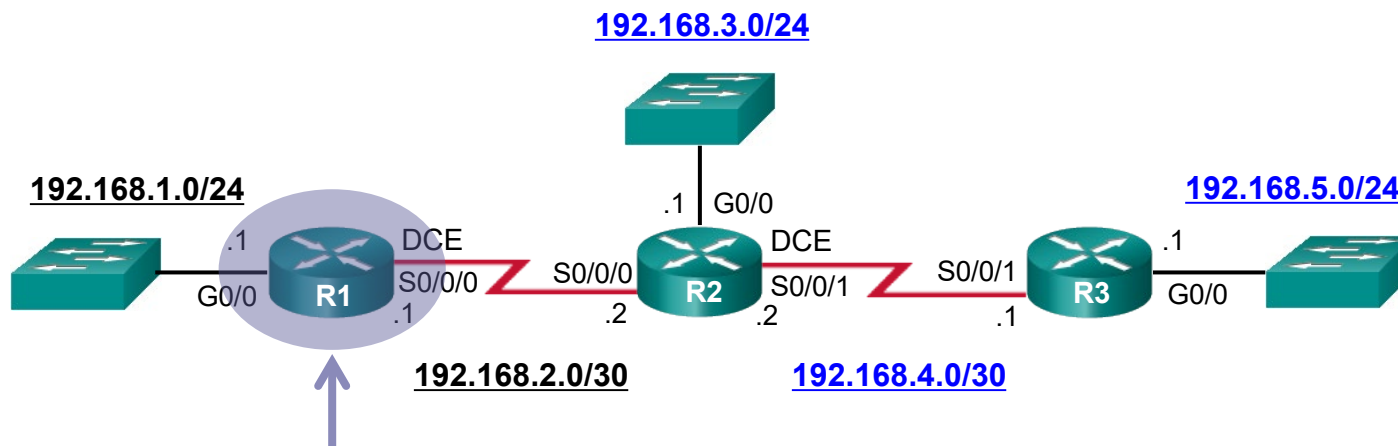 192.168.3.0/24
192.168.1.0/24
192.168.5.0/24
.1
G0/0
.1
DCE
DCE
.1
G0/0
R1
S0/0/0
S0/0/0
R2
S0/0/1
S0/0/1
R3
G0/0
.1
.2
.2
.1
192.168.2.0/30
192.168.4.0/30